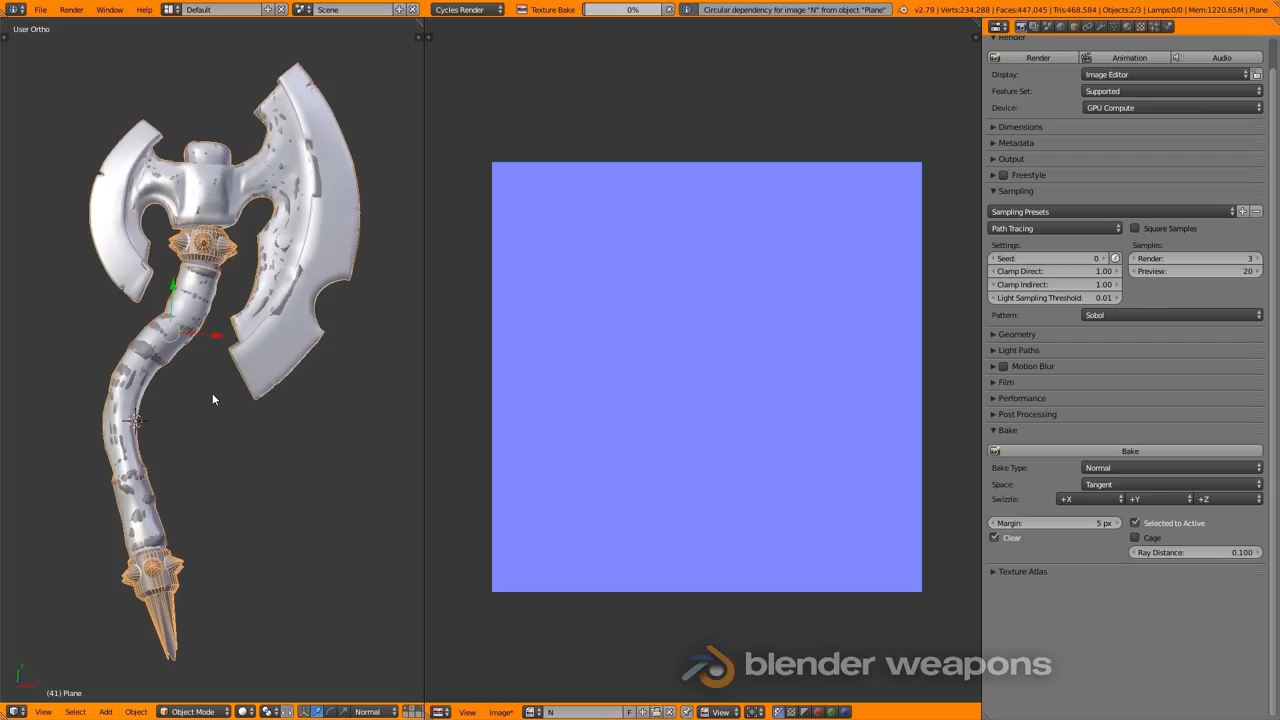 File Render Window Help Default Scene Cycles Render Texture Bake 0% Circular dependency for image "N" from object "Plane" v2.79 | Verts:234,288 | Faces:447,045 | Tris:468,584 | Objects:2/3 | Lamps:0/0 | Mem:1220.65M | Plane
User Ortho
Render
Render Animation Audio
Display: Image Editor
Feature Set: Supported
Device: GPU Compute
Dimensions
Metadata
Output
Freestyle
Sampling
Sampling Presets
Path Tracing Square Samples
Settings: Samples:
Seed: 0 Render: 3
Clamp Direct: 1.00 Preview: 20
Clamp Indirect: 1.00
Light Sampling Threshold: 0.01
Pattern: Sobol
Geometry
Light Paths
Motion Blur
Film
Performance
Post Processing
Bake
Bake
Bake Type: Normal
Space: Tangent
Swizzle: +X +Y +Z
Margin: 5 px Selected to Active
Clear Cage
Ray Distance: 0.100
Texture Atlas
blender weapons
(41) Plane
View Select Add Object Object Mode Normal View Image* N F View